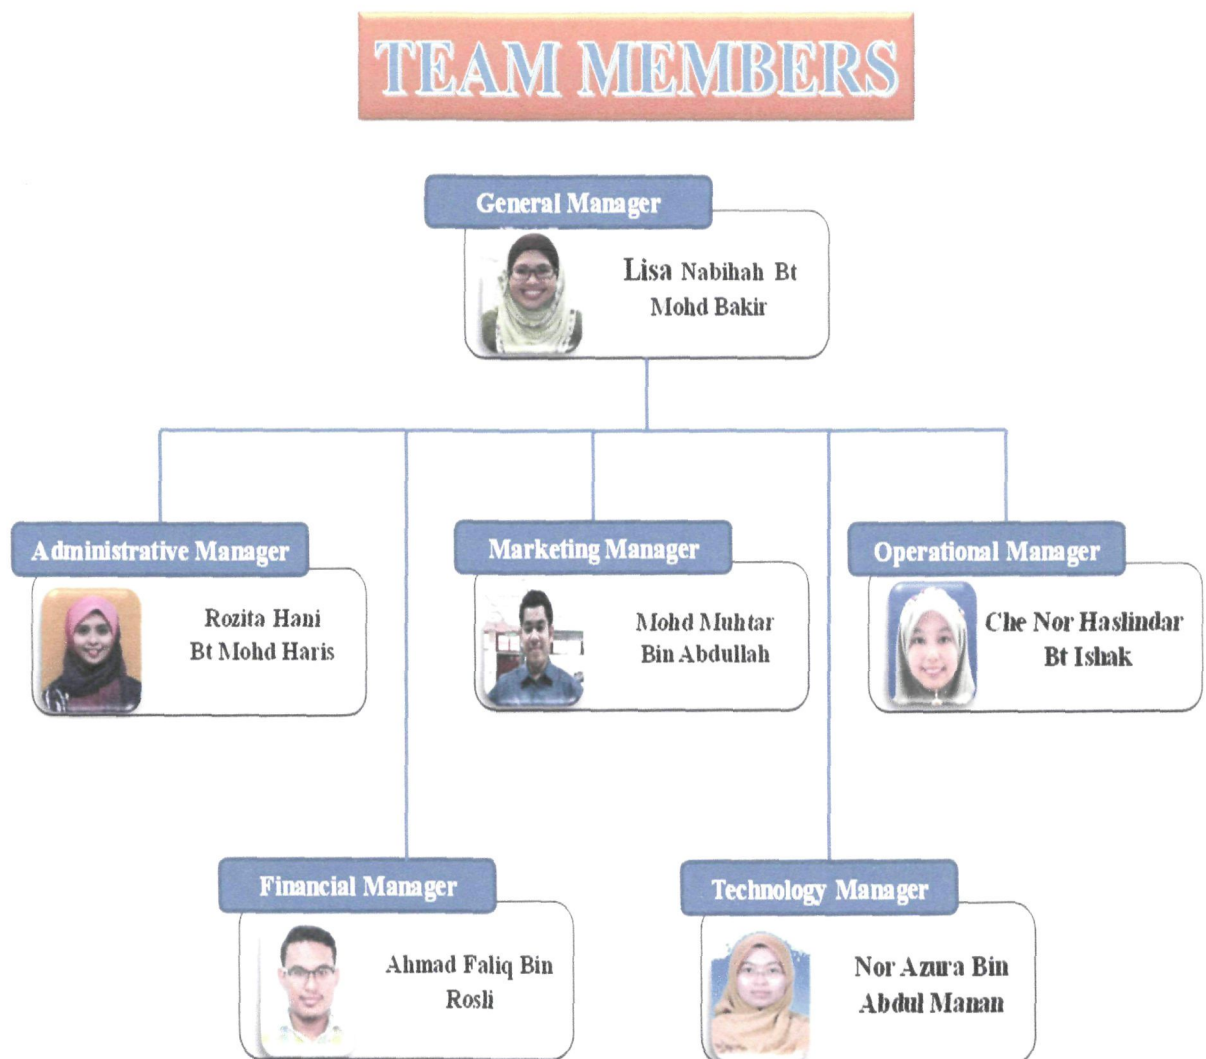 TEAM MEMBERS
General Manager
Lisa Nabihah Bt
Mohd Bakir
Administrative Manager
Rozita Hani
Bt Mohd Haris
Marketing Manager
Mohd Muhtar
Bin Abdullah
Operational Manager
Che Nor Haslindar
Bt Ishak
Financial Manager
Ahmad Faliq Bin
Rosli
Technology Manager
Nor Azura Bin
Abdul Manan